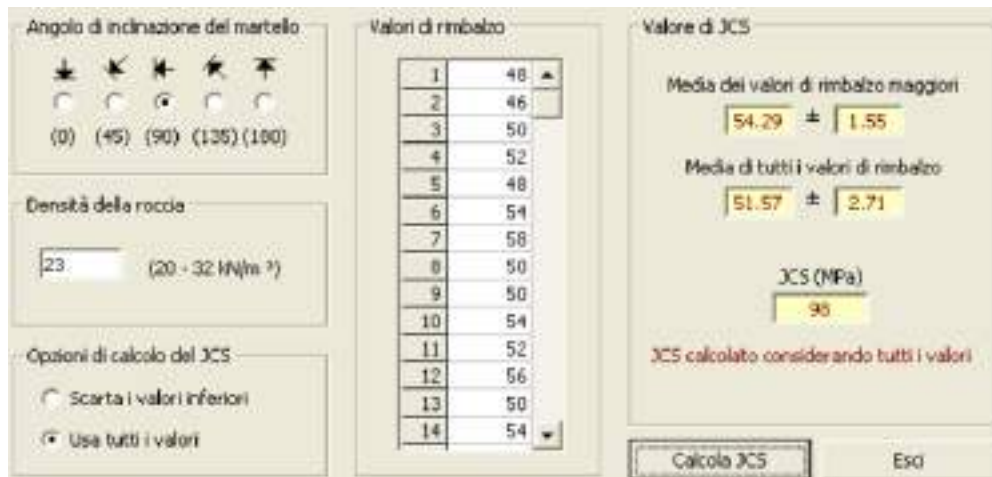 Angolo di inclinazione del martello
(0) (45) (90) (135) (180)
Densità della roccia
23 (20 - 32 kN/m ³)
Opzioni di calcolo del JCS
Scarta i valori inferiori
Usa tutti i valori
Valori di rimbalzo
1 48
2 46
3 50
4 52
5 48
6 54
7 58
8 50
9 50
10 54
11 52
12 56
13 50
14 54
Valore di JCS
Media dei valori di rimbalzo maggiori
54.29 ± 1.55
Media di tutti i valori di rimbalzo
51.57 ± 2.71
JCS (MPa)
98
JCS calcolato considerando tutti i valori
Calcola JCS
Esci